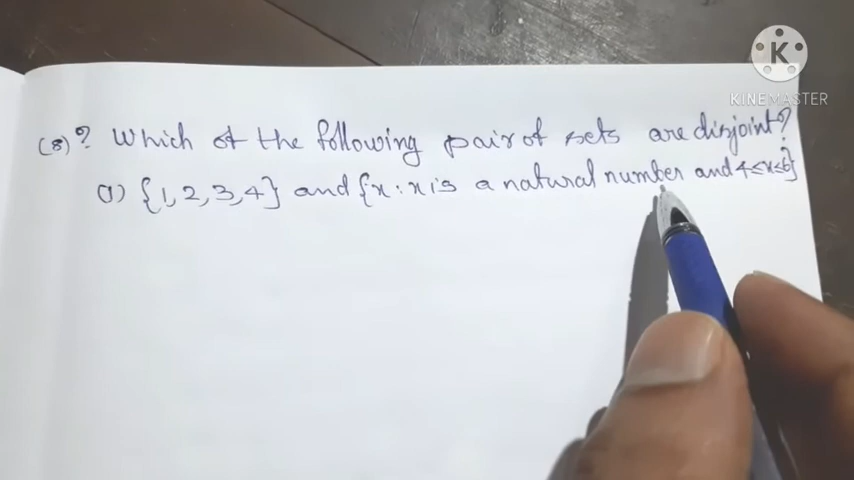 K
KINEMASTER
(8)? Which of the following pair of sets are disjoint?
(1) {1,2,3,4} and {x : x is a natural number and 4≤x≤6}